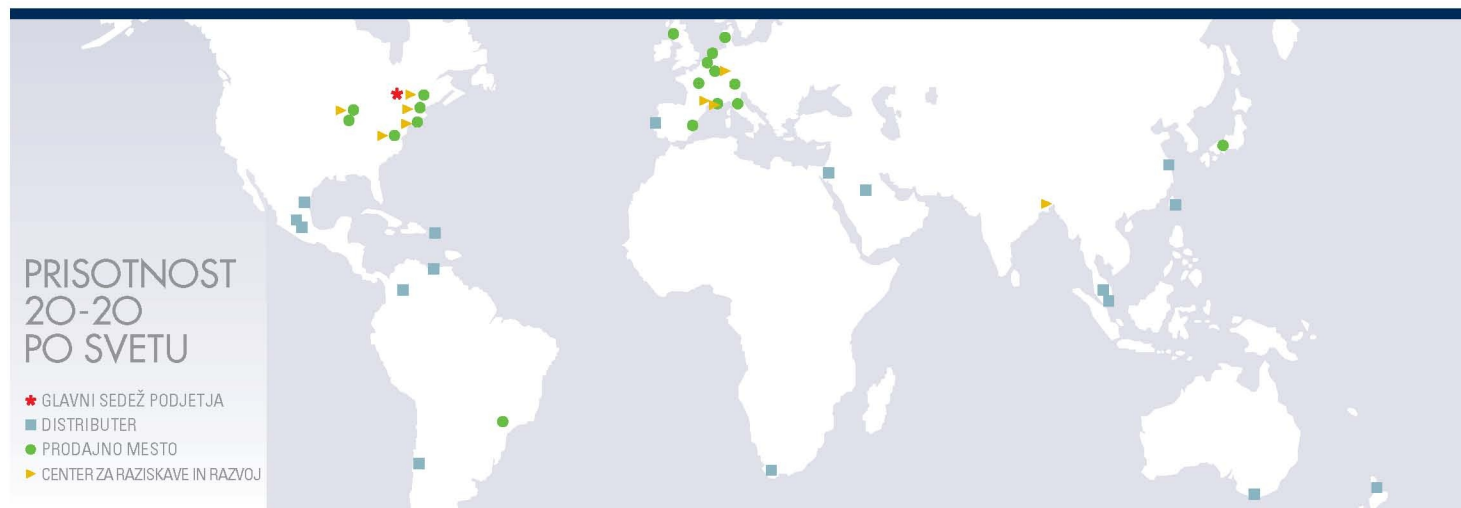 PRISOTNOST
20-20
PO SVETU
GLAVNI SEDEŽ PODJETJA
DISTRIBUTER
PRODAJNO MESTO
CENTER ZA RAZISKAVE IN RAZVOJ